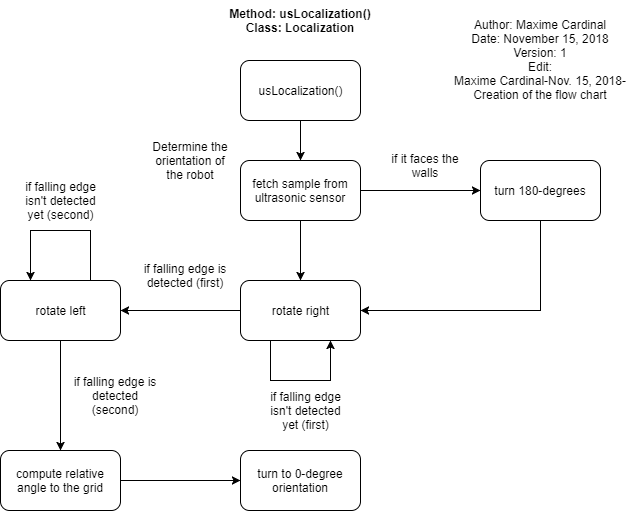 Method: usLocalization()
Class: Localization
Author: Maxime Cardinal
Date: November 15, 2018
Version: 1
Edit:
Maxime Cardinal-Nov. 15, 2018-
Creation of the flow chart
usLocalization()
Determine the
orientation of
the robot
fetch sample from
ultrasonic sensor
if it faces the
walls
turn 180-degrees
if falling edge
isn't detected
yet (second)
rotate left
if falling edge is
detected (first)
rotate right
if falling edge
isn't detected
yet (first)
if falling edge is
detected
(second)
compute relative
angle to the grid
turn to 0-degree
orientation